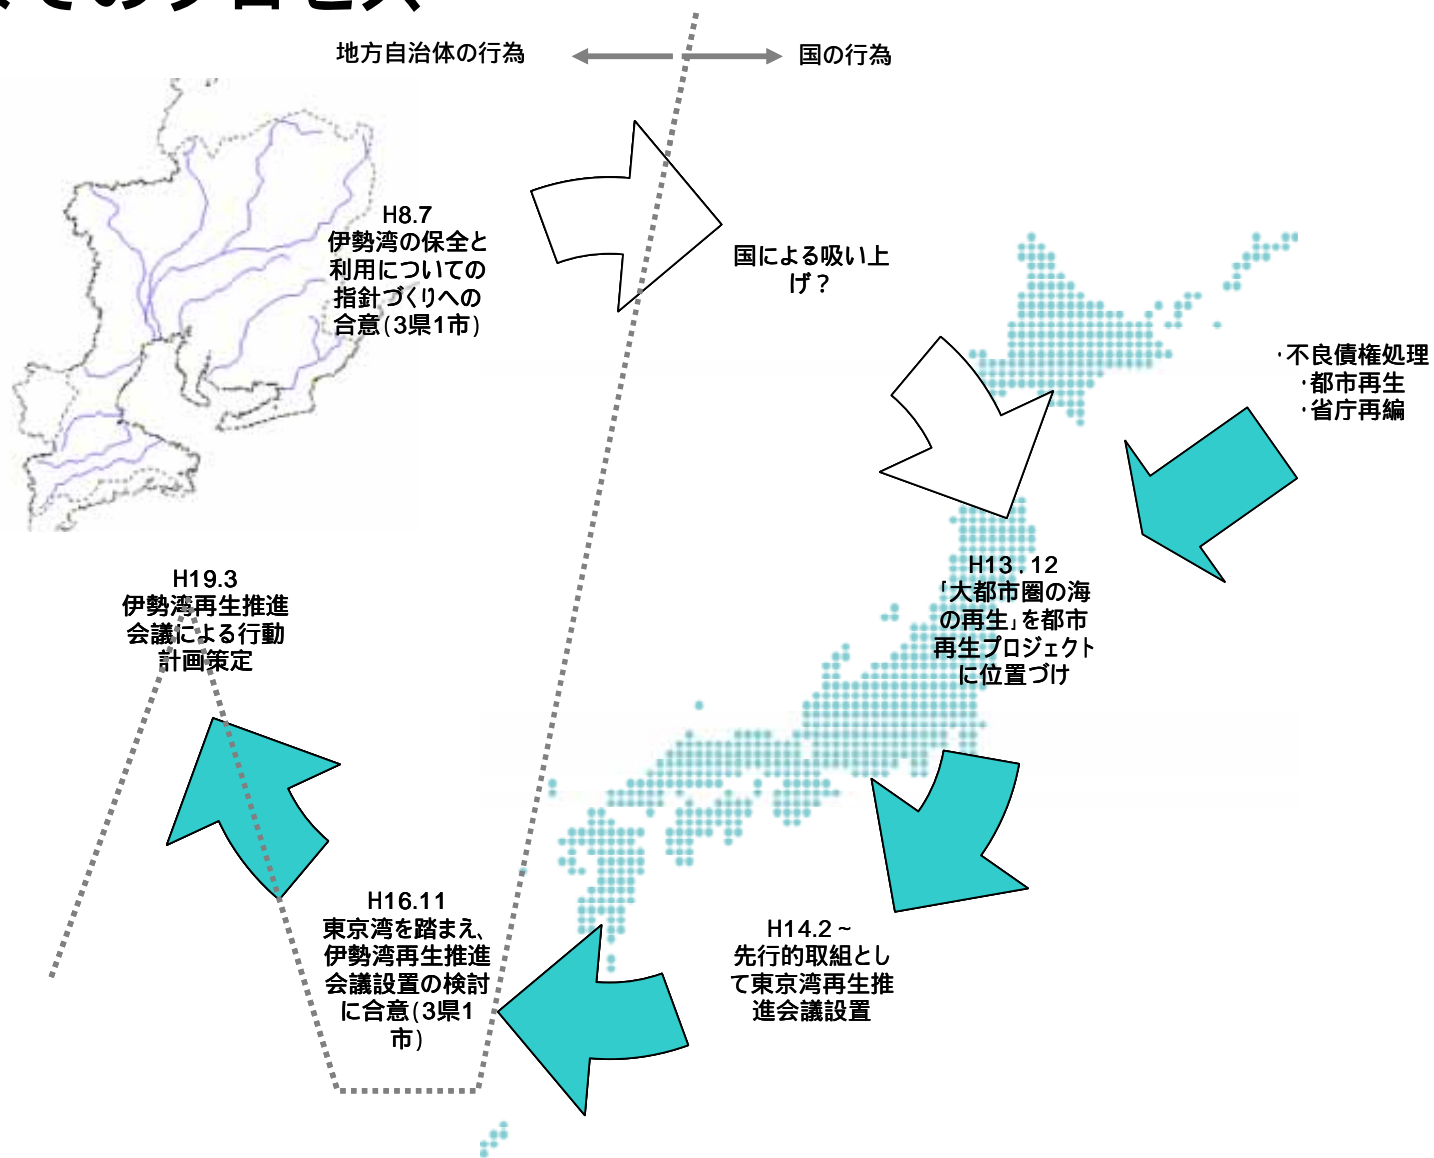 てのプロセス
地方自治体の行為
国の行為
H8.7
伊勢湾の保全と
利用についての
指針づくりへの
合意(3県1市)
国による吸い上
げ？
・不良債権処理
・都市再生
・省庁再編
H13.12
「大都市圏の海
の再生」を都市
再生プロジェクト
に位置づけ
H14.2～
先行的取組とし
て東京湾再生推
進会議設置
H16.11
東京湾を踏まえ、
伊勢湾再生推進
会議設置の検討
に合意(3県1
市)
H19.3
伊勢湾再生推進
会議による行動
計画策定